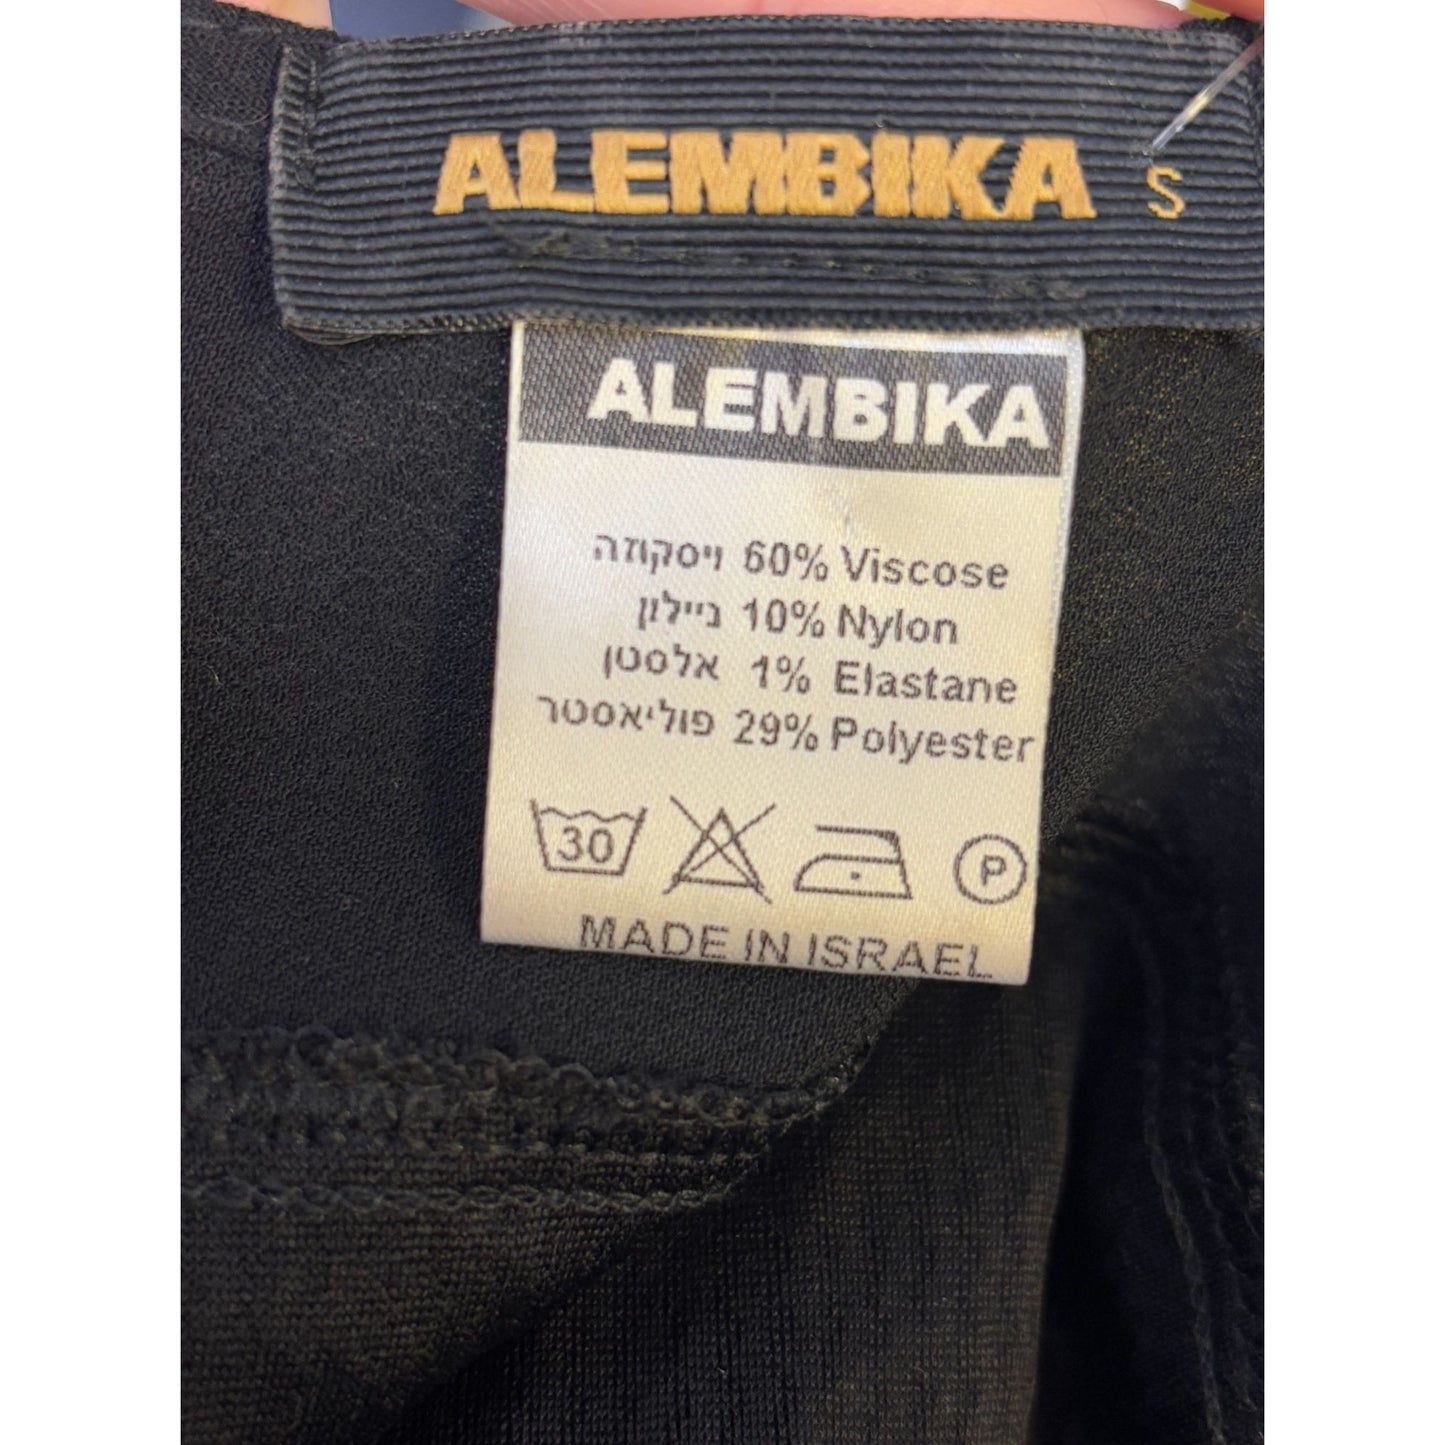 ALEMBIKA S
ALEMBIKA
ויסקוזה 60% Viscose
ניילון 10% Nylon
אלסטן 1% Elastane
פוליאסטר 29% Polyester
30 P
MADE IN ISRAEL